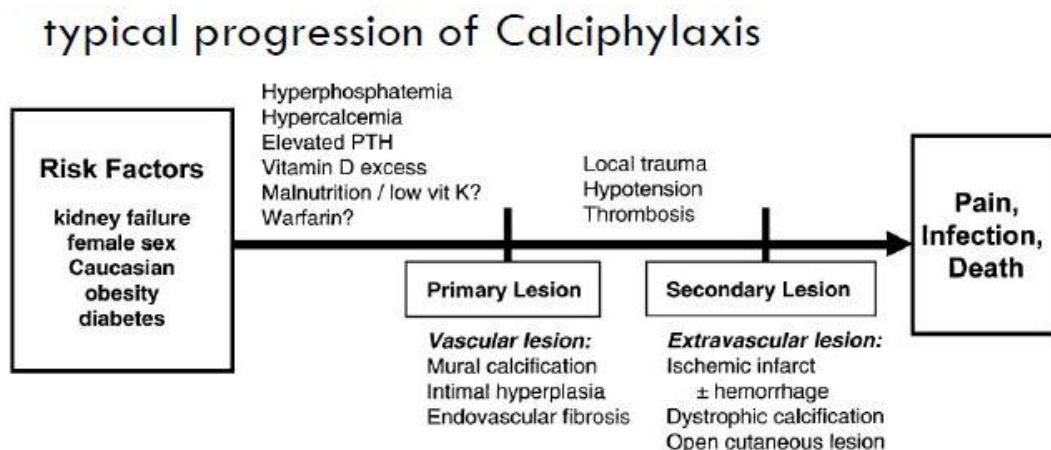 typical progression of Calciphylaxis
Risk Factors
kidney failure
female sex
Caucasian
obesity
diabetes
Hyperphosphatemia
Hypercalcemia
Elevated PTH
Vitamin D excess
Malnutrition / low vit K?
Warfarin?
Primary Lesion
Vascular lesion:
Mural calcification
Intimal hyperplasia
Endovascular fibrosis
Local trauma
Hypotension
Thrombosis
Secondary Lesion
Extravascular lesion:
Ischemic infarct
± hemorrhage
Dystrophic calcification
Open cutaneous lesion
Pain,
Infection,
Death